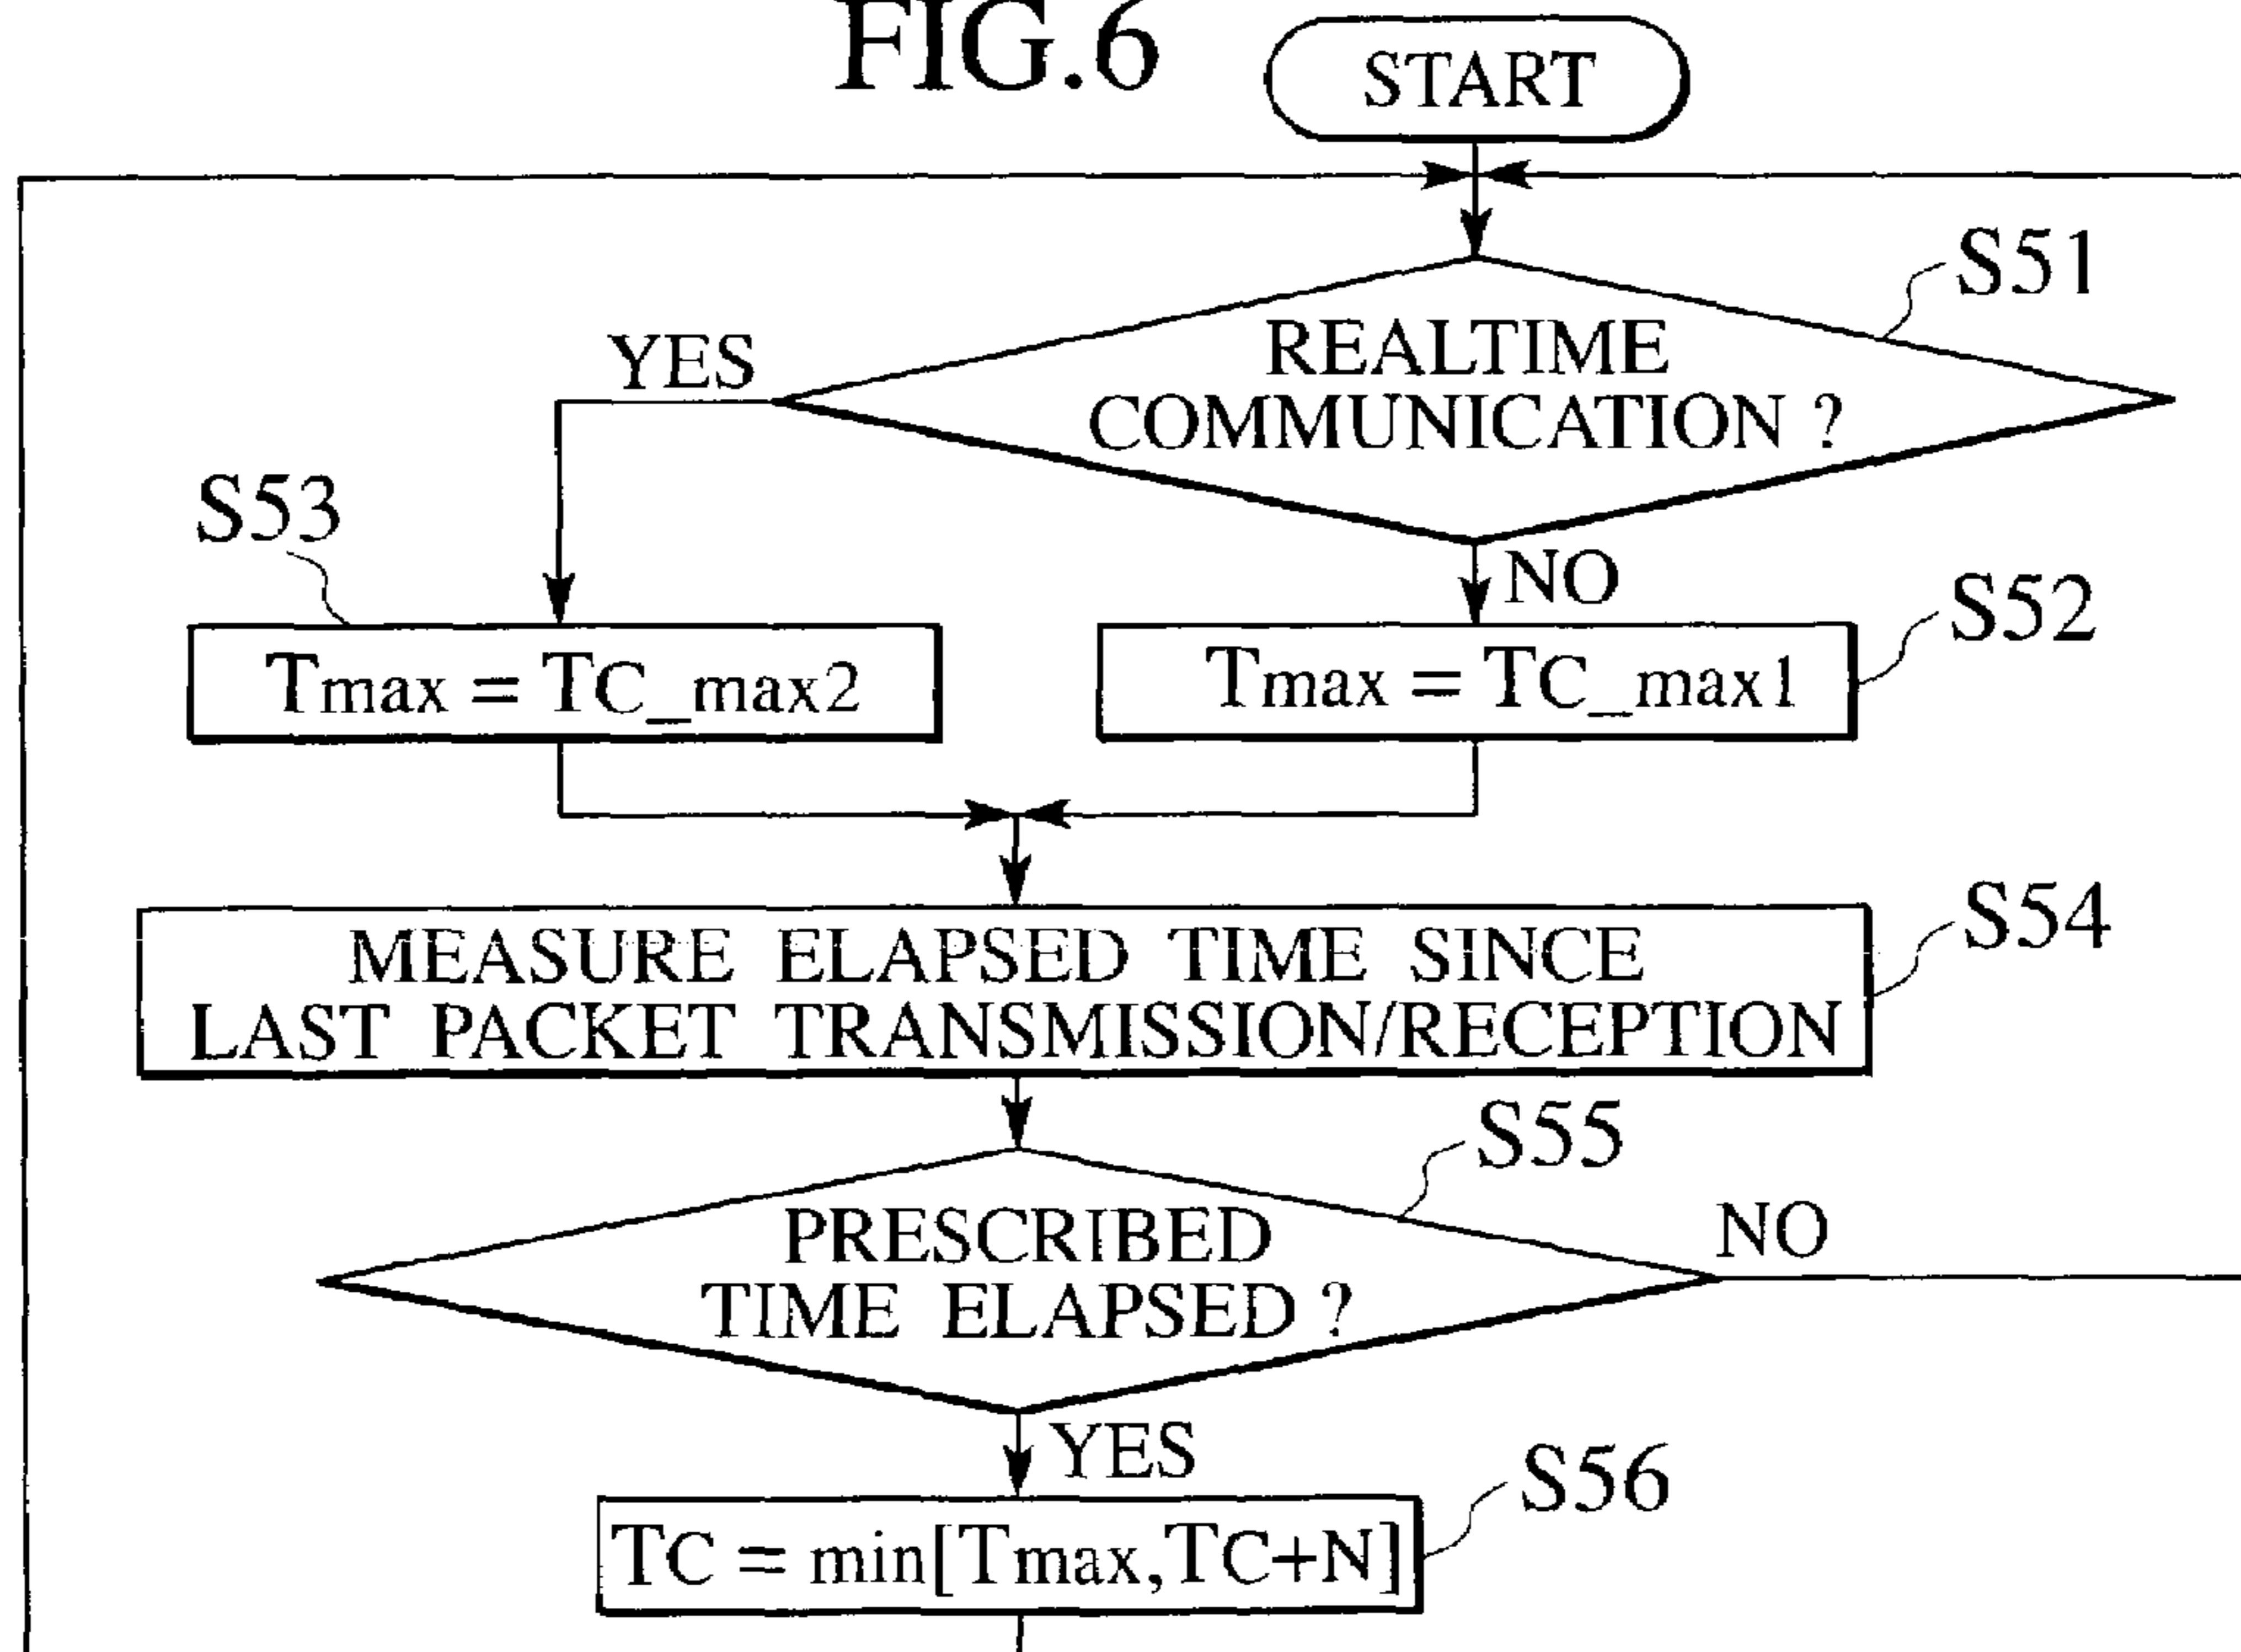 FIG.6
START
S51
REALTIME
COMMUNICATION ?
YES
NO
S53
S52
Tmax = TC_max2
Tmax = TC_max1
S54
MEASURE ELAPSED TIME SINCE
LAST PACKET TRANSMISSION/RECEPTION
S55
PRESCRIBED
TIME ELAPSED ?
NO
YES
S56
TC = min[Tmax,TC+N]